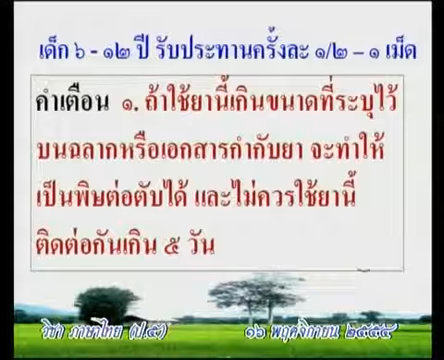 เด็ก ๖ - ๑๒ ปี รับประทานครั้งละ ๑/๒ – ๑ เม็ด
คำเตือน ๑. ถ้าใช้ยานี้เกินขนาดที่ระบุไว้
บนฉลากหรือเอกสารกำกับยา จะทำให้
เป็นพิษต่อตับได้ และไม่ควรใช้ยานี้
ติดต่อกันเกิน ๕ วัน
วิชา ภาษาไทย (ป.๕) ๑๖ พฤศจิกายน ๒๕๕๔